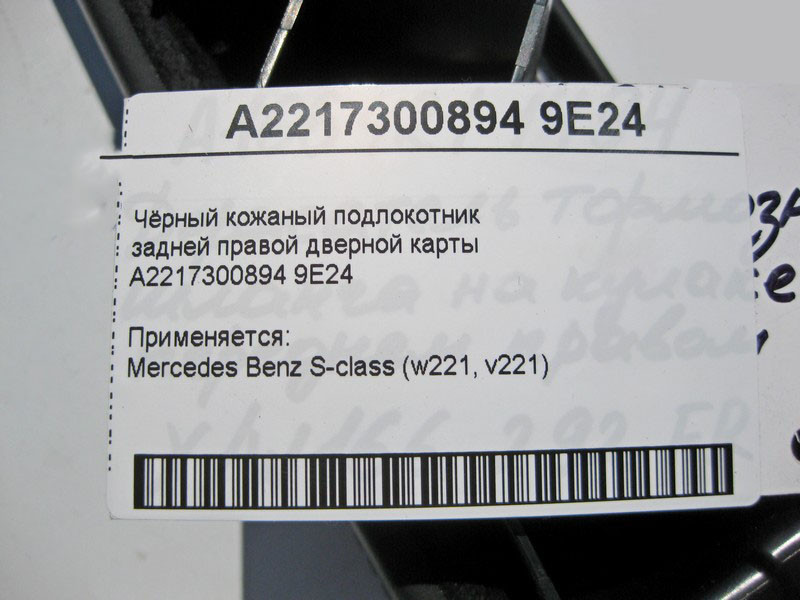 A2217300894 9E24
Чёрный кожаный подлокотник
задней правой дверной карты
A2217300894 9E24
Применяется:
Mercedes Benz S-class (w221, v221)